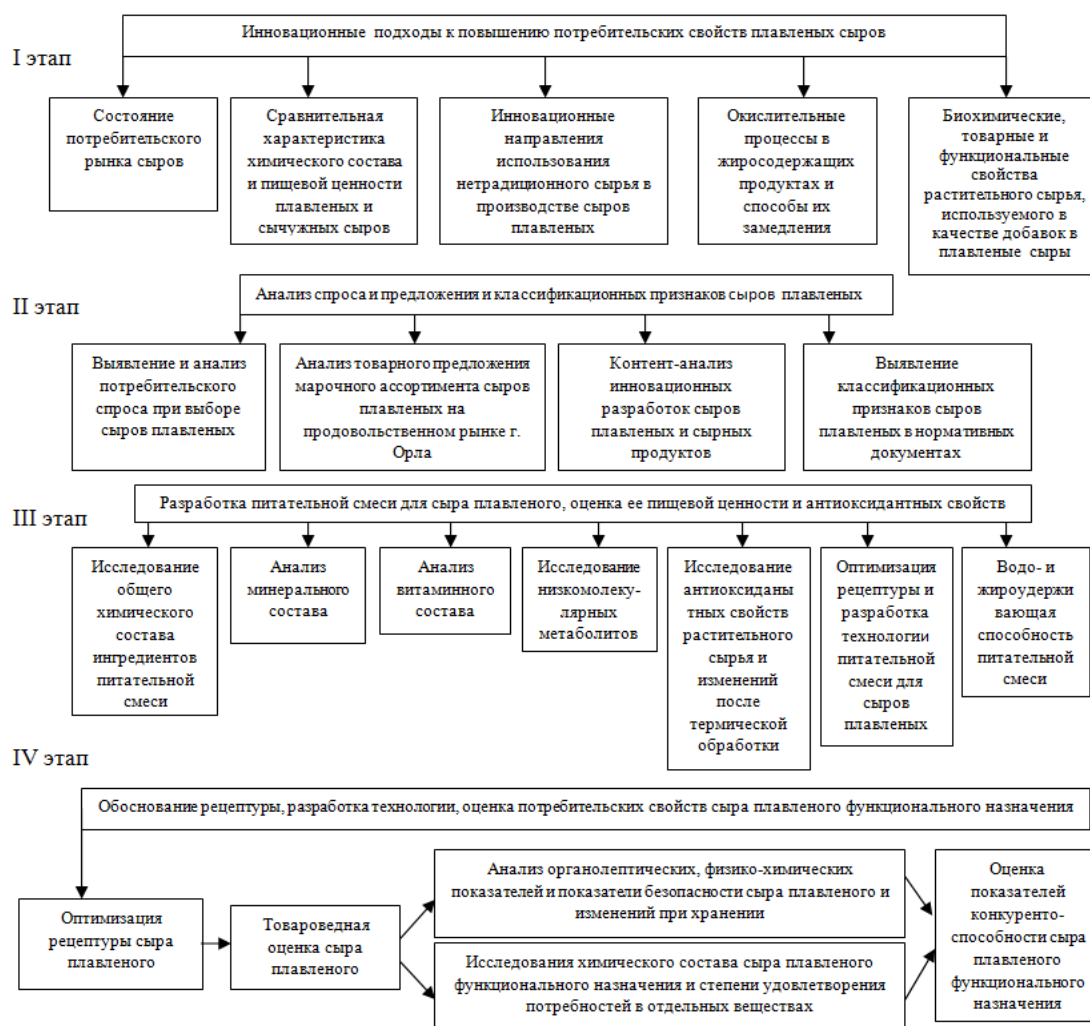 Инновационные подходы к повышению потребительских свойств плавленых сыров
I этап
Состояние
потребительского
рынка сыров
Сравнительная
характеристика
химического состава
и пищевой ценности
плавленых и
сычужных сыров
Инновационные
направления
использования
нетрадиционного сырья в
производстве сыров
плавленых
Окислительные
процессы в
жиросодержащих
продуктах и
способы их
замедления
Биохимические,
товарные и
функциональные
свойства
растительного сырья,
используемого в
качестве добавок в
плавленые сыры
II этап
Анализ спроса и предложения и классификационных признаков сыров плавленых
Выявление и анализ
потребительского
спроса при выборе
сыров плавленых
Анализ товарного предложения
марочного ассортимента сыров
плавленых на
продовольственном рынке г.
Орла
Контент-анализ
инновационных
разработок сыров
плавленых и сырных
продуктов
Выявление
классификационных
признаков сыров
плавленых в нормативных
документах
III этап
Разработка питательной смеси для сыра плавленого, оценка ее пищевой ценности и антиоксидантных свойств
Исследование
общего
химического
состава
ингредиентов
питательной
смеси
Анализ
минерального
состава
Анализ
витаминного
состава
Исследование
низкомолеку-
лярных
метаболитов
Исследование
антиоксидан
тных свойств
растительного
сырья и
изменений
после
термической
обработки
Оптимизация
рецептуры и
разработка
технологии
питательной
смеси для
сыров
плавленых
Водо- и
жироудержи
вающая
способность
питательной
смеси
IV этап
Обоснование рецептуры, разработка технологии, оценка потребительских свойств сыра плавленого функционального назначения
Оптимизация
рецептуры сыра
плавленого
Товароведная
оценка сыра
плавленого
Анализ органолептических, физико-химических
показателей и показатели безопасности сыра плавленого и
изменений при хранении
Исследования химического состава сыра плавленого
функционального назначения и степени удовлетворения
потребностей в отдельных веществах
Оценка
показателей
конкуренто-
способности сыра
плавленого
функционального
назначения